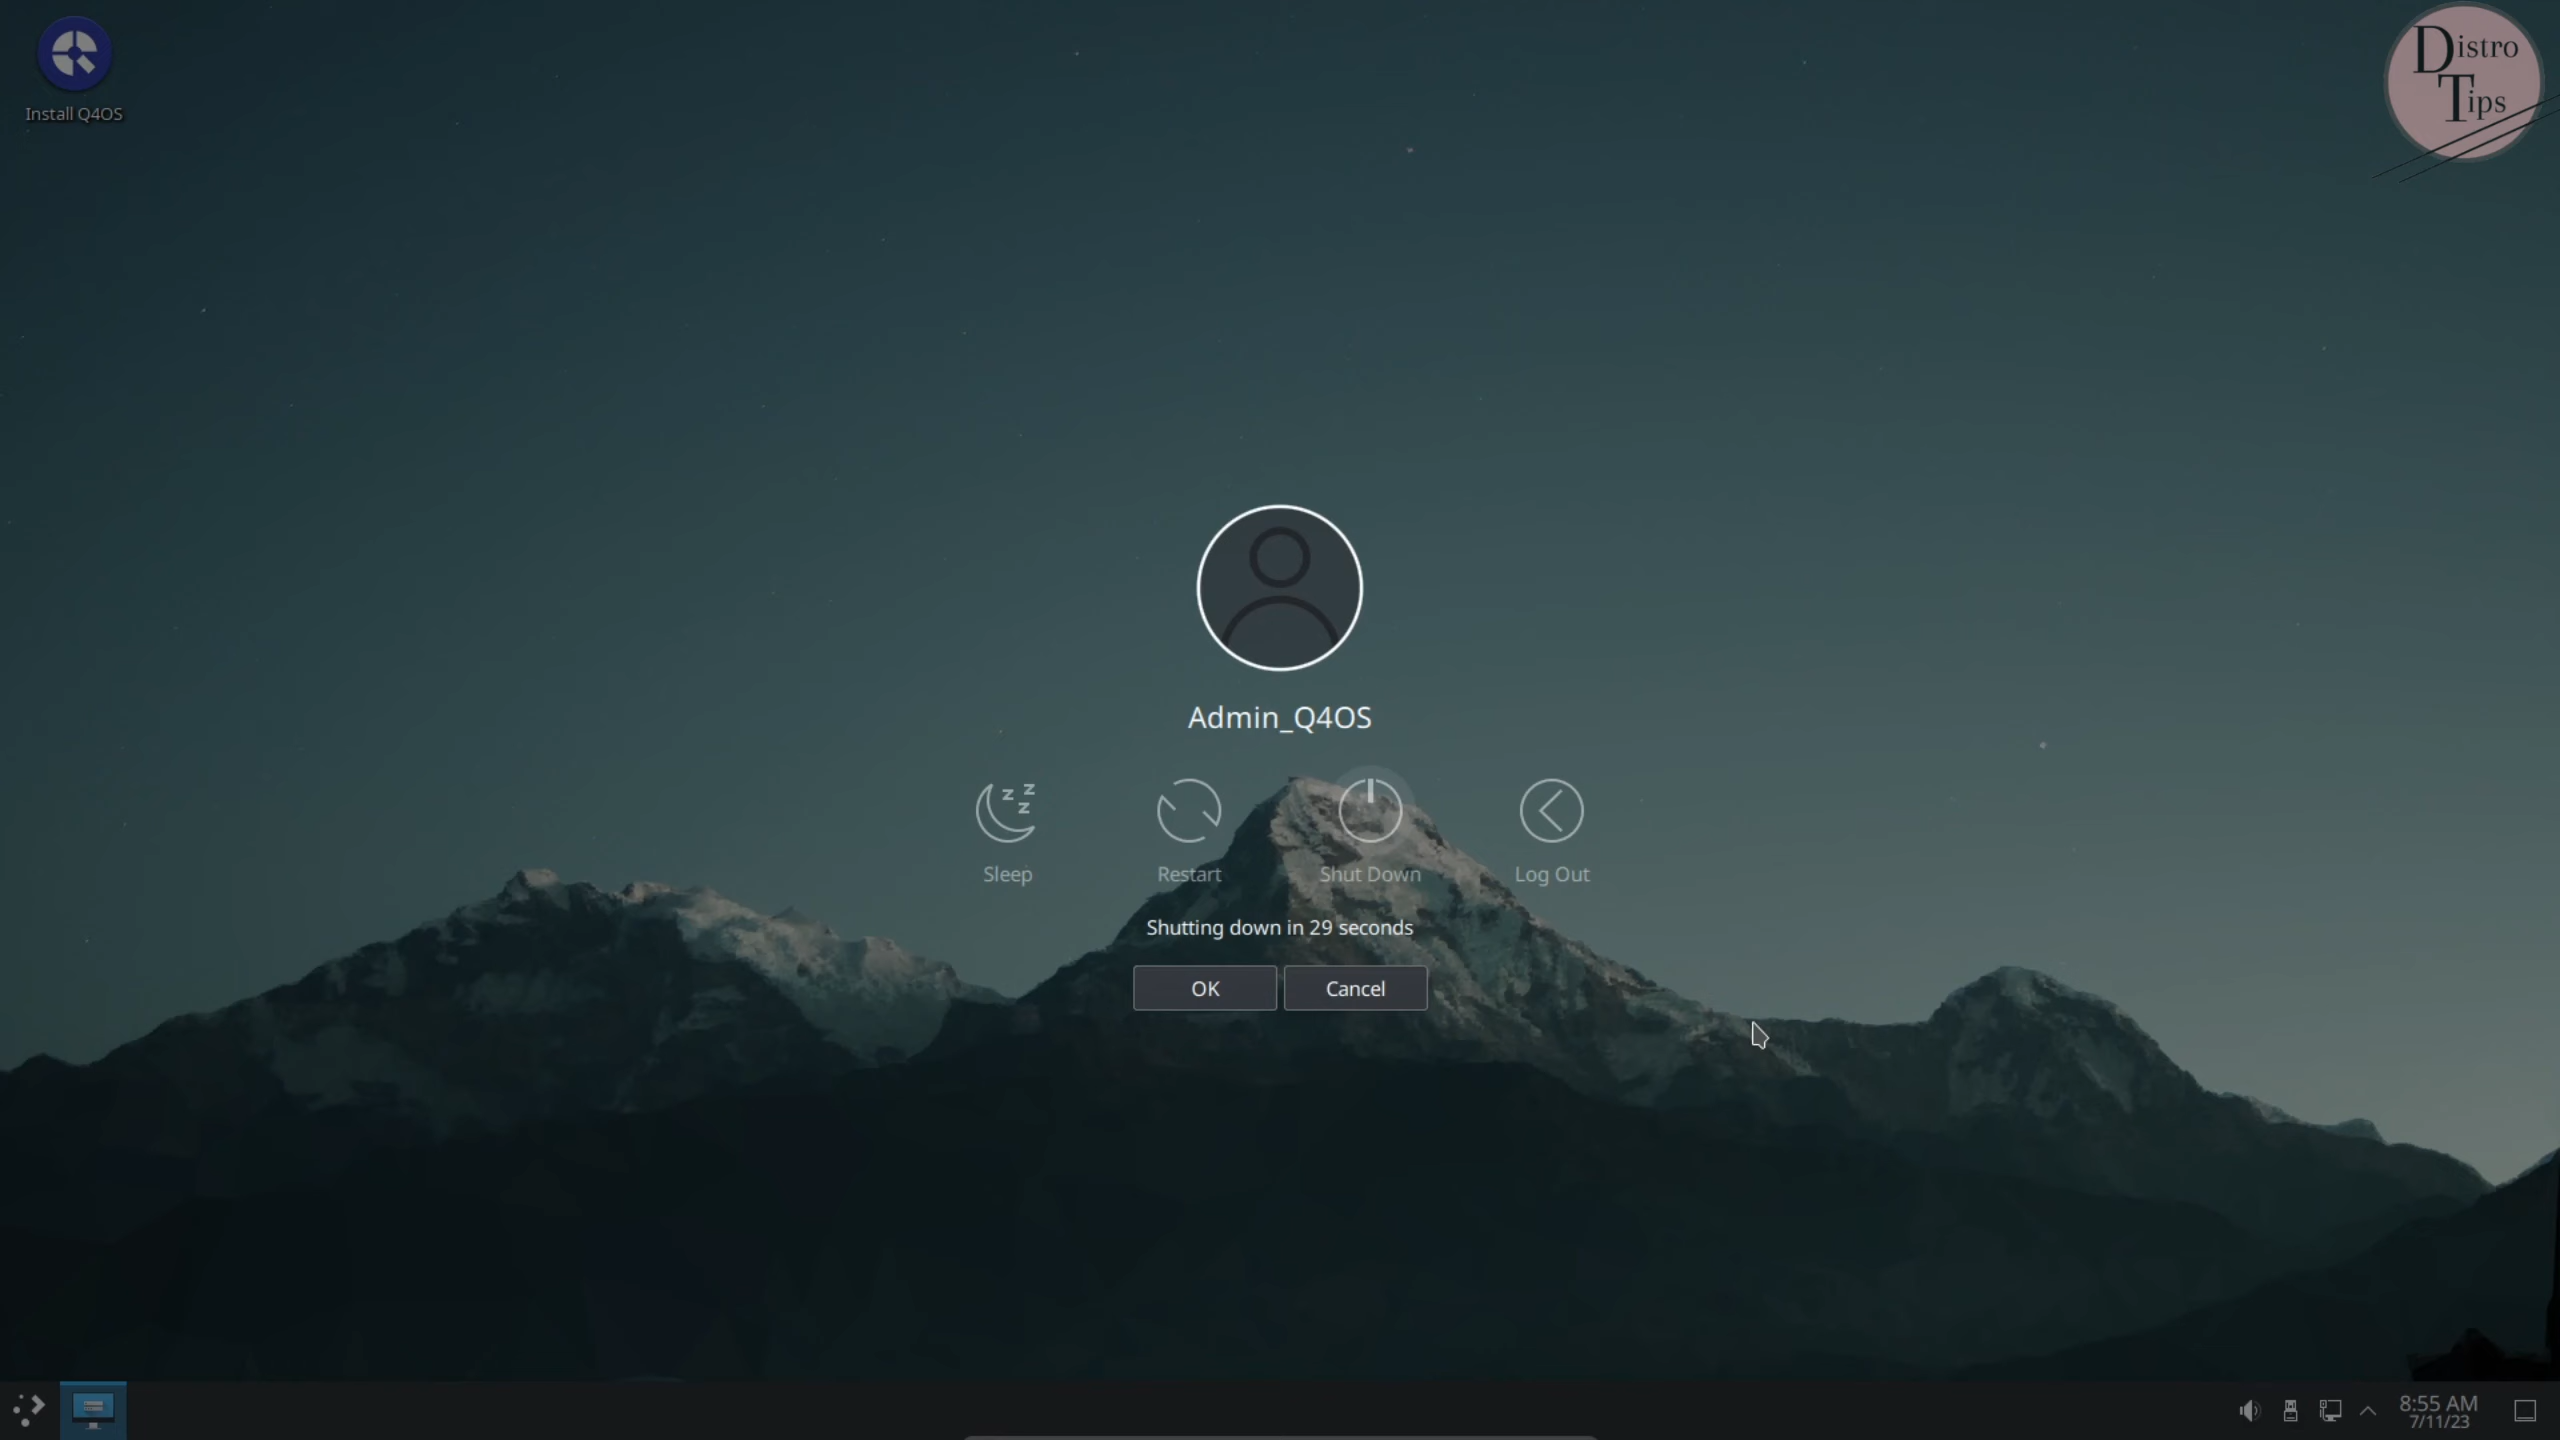 Install Q4OS
Distro
Tips
Admin_Q4OS
z z z
Sleep
Restart
Shut Down
Log Out
Shutting down in 29 seconds
OK
Cancel
8:55 AM
7/11/23